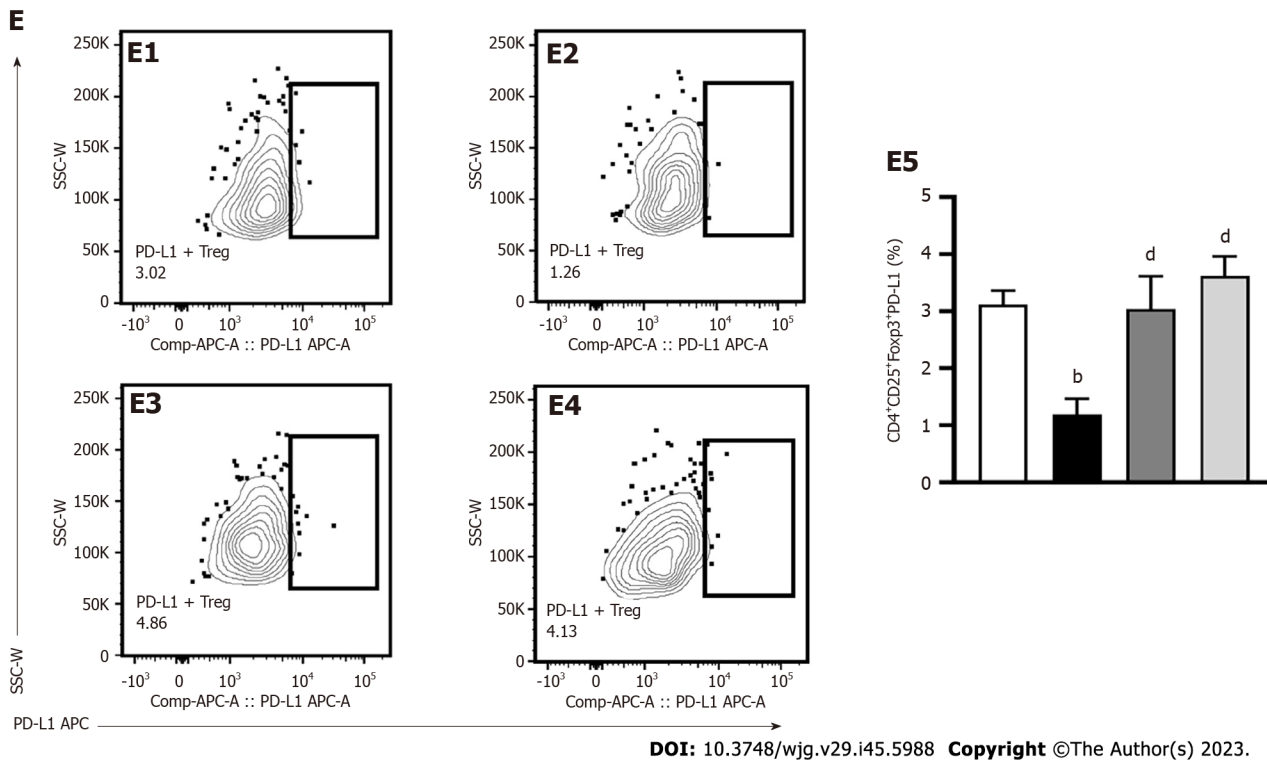 E
E1
250K
200K
150K
100K
50K
0
SSC-W
PD-L1 + Treg
3.02
-10³ 0 10³ 10⁴ 10⁵
Comp-APC-A :: PD-L1 APC-A
E2
250K
200K
150K
100K
50K
0
SSC-W
PD-L1 + Treg
1.26
-10³ 0 10³ 10⁴ 10⁵
Comp-APC-A :: PD-L1 APC-A
E3
250K
200K
150K
100K
50K
0
SSC-W
PD-L1 + Treg
4.86
-10³ 0 10³ 10⁴ 10⁵
Comp-APC-A :: PD-L1 APC-A
E4
250K
200K
150K
100K
50K
0
SSC-W
PD-L1 + Treg
4.13
-10³ 0 10³ 10⁴ 10⁵
Comp-APC-A :: PD-L1 APC-A
E5
5
4
3
2
1
0
CD4⁺CD25⁺Foxp3⁺PD-L1 (%)
b
d
d
SSC-W
PD-L1 APC
DOI: 10.3748/wjg.v29.i45.5988 Copyright ©The Author(s) 2023.